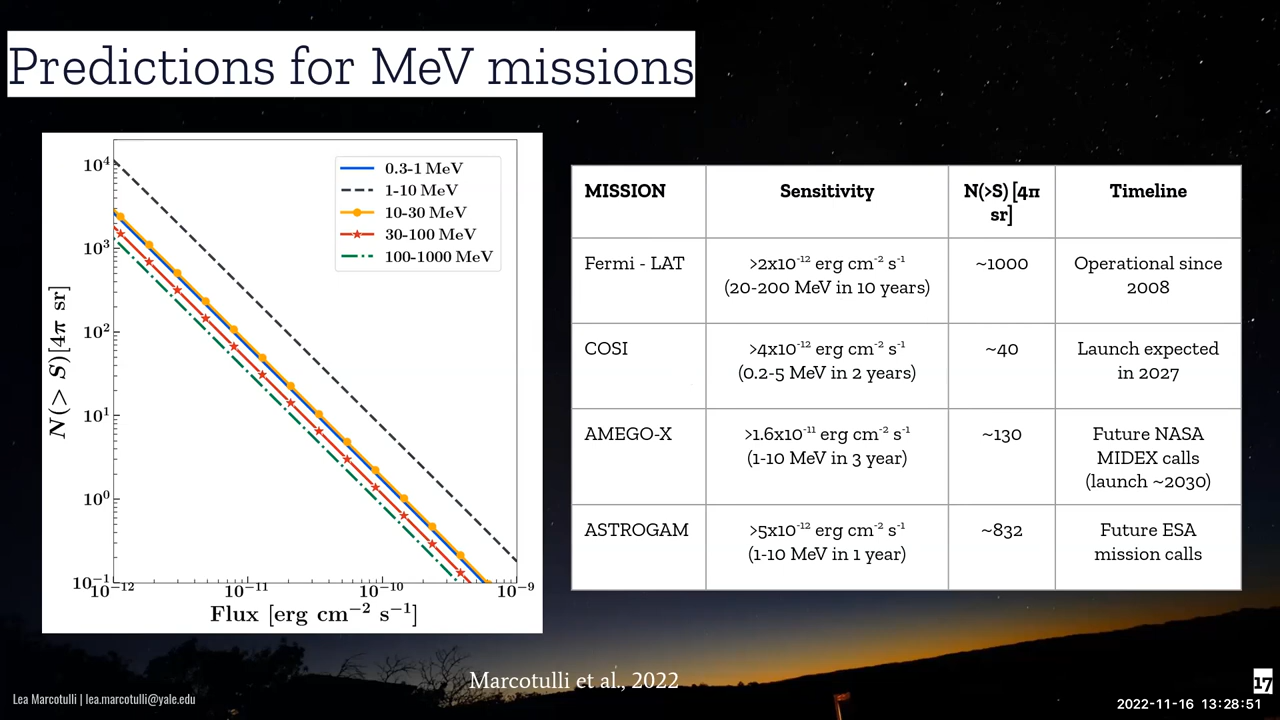 Predictions for MeV missions
10⁴
10³
10²
10¹
10⁰
10⁻¹
N(> S)[4π sr]
10⁻¹²
10⁻¹¹
10⁻¹⁰
10⁻⁹
Flux [erg cm⁻² s⁻¹]
0.3-1 MeV
1-10 MeV
10-30 MeV
30-100 MeV
100-1000 MeV
MISSION
Sensitivity
N(>S) [4π
sr]
Timeline
Fermi - LAT
>2x10⁻¹² erg cm⁻² s⁻¹
(20-200 MeV in 10 years)
~1000
Operational since
2008
COSI
>4x10⁻¹² erg cm⁻² s⁻¹
(0.2-5 MeV in 2 years)
~40
Launch expected
in 2027
AMEGO-X
>1.6x10⁻¹¹ erg cm⁻² s⁻¹
(1-10 MeV in 3 year)
~130
Future NASA
MIDEX calls
(launch ~2030)
ASTROGAM
>5x10⁻¹² erg cm⁻² s⁻¹
(1-10 MeV in 1 year)
~832
Future ESA
mission calls
Marcotulli et al., 2022
Lea Marcotulli | lea.marcotulli@yale.edu
17
2022-11-16 13:28:51